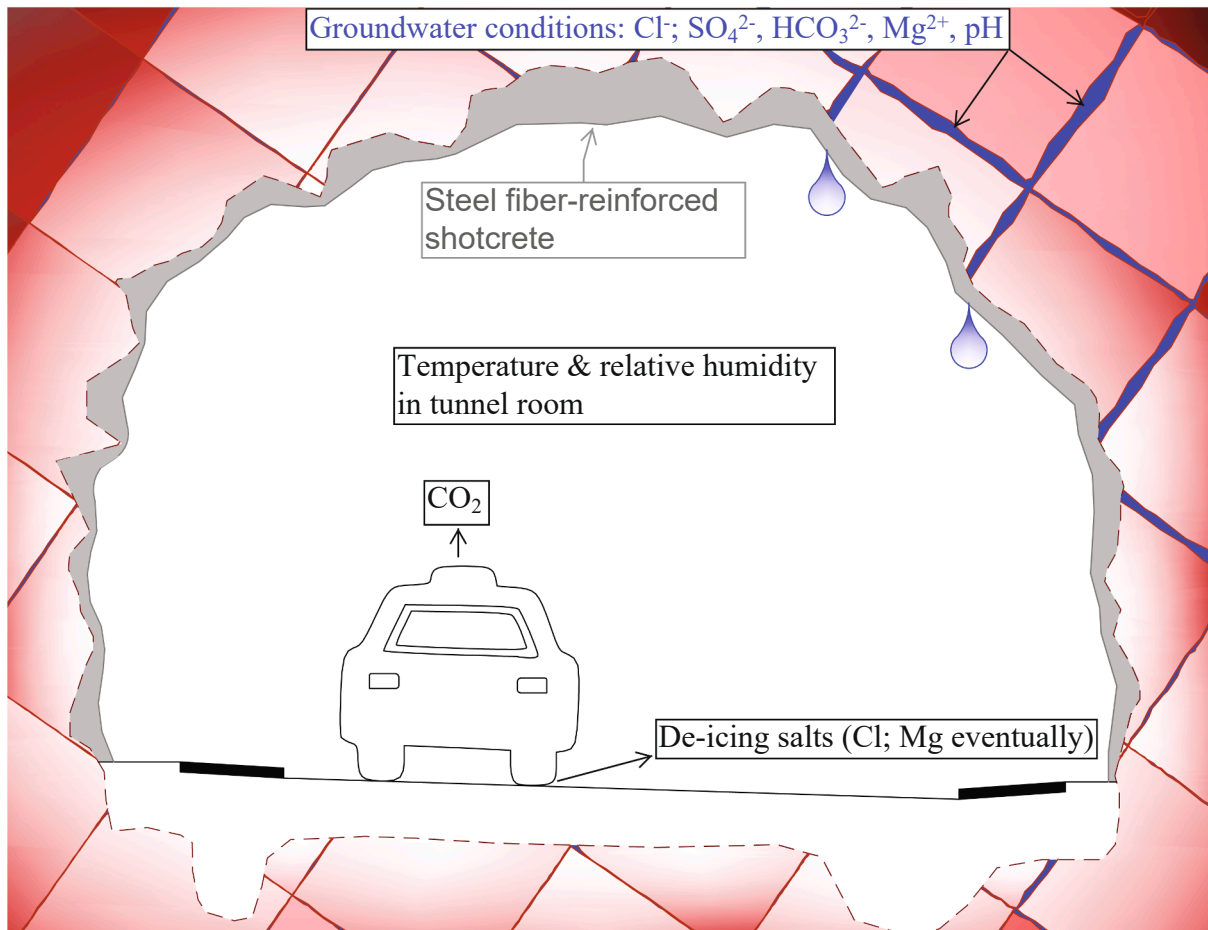 Groundwater conditions: Cl⁻; SO₄²⁻, HCO₃²⁻, Mg²⁺, pH
Steel fiber-reinforced
shotcrete
Temperature & relative humidity
in tunnel room
CO₂
De-icing salts (Cl; Mg eventually)